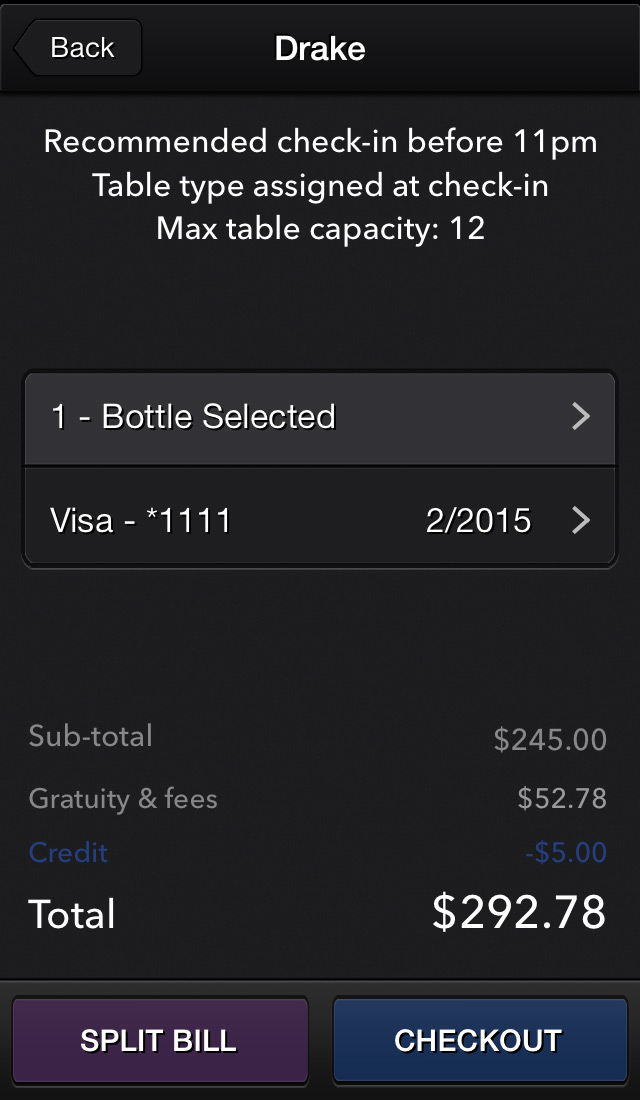 Back
Drake
Recommended check-in before 11pm
Table type assigned at check-in
Max table capacity: 12
1 - Bottle Selected
Visa - *1111 2/2015
Sub-total $245.00
Gratuity & fees $52.78
Credit -$5.00
Total $292.78
SPLIT BILL CHECKOUT